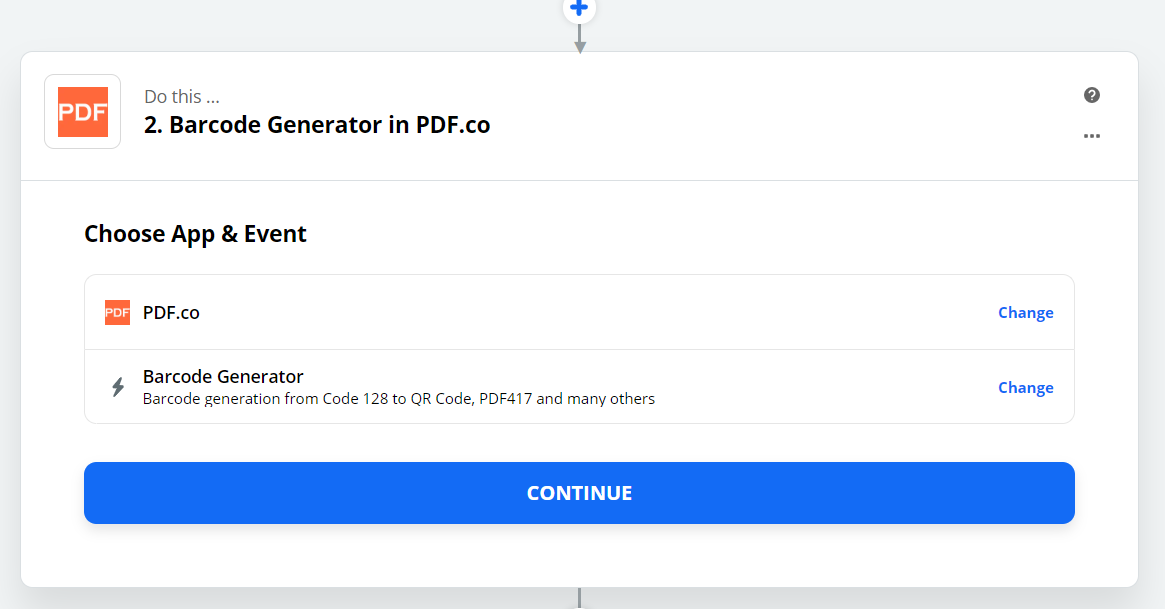 PDF
Do this ...
2. Barcode Generator in PDF.co
Choose App & Event
PDF
PDF.co
Change
Barcode Generator
Barcode generation from Code 128 to QR Code, PDF417 and many others
Change
CONTINUE